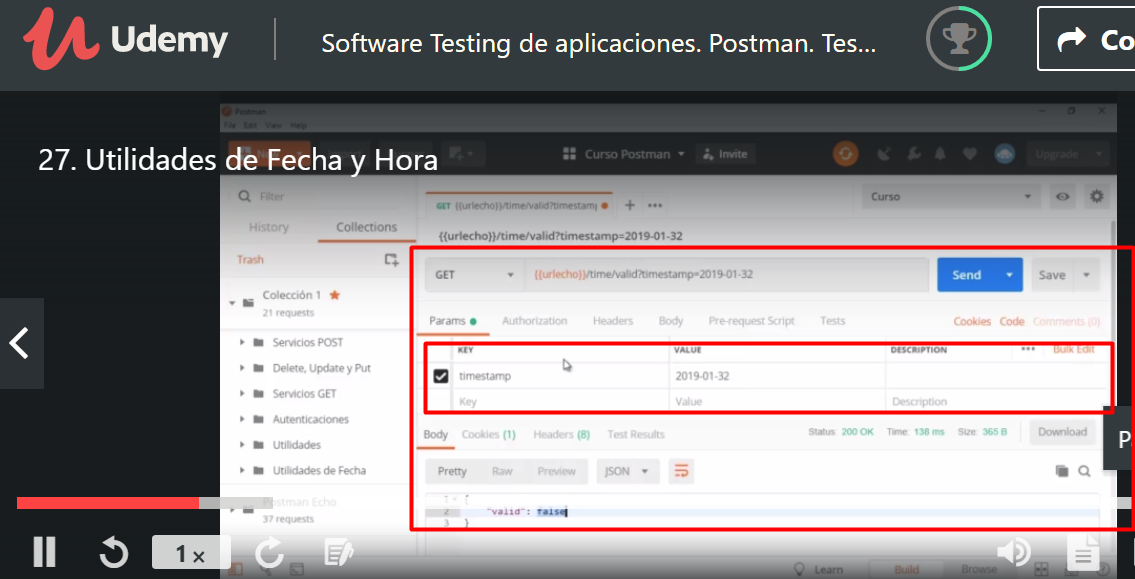 Udemy
Software Testing de aplicaciones. Postman. Tes...
Co
Postman
File Edit View Help
27. Utilidades de Fecha y Hora
Curso Postman
Invite
Upgrade
Filter
GET {{urlecho}}/time/valid?timestamp
Curso
History Collections
{{urlecho}}/time/valid?timestamp=2019-01-32
Trash
GET {{urlecho}}/time/valid?timestamp=2019-01-32 Send Save
Colección 1
21 requests
Params Authorization Headers Body Pre-request Script Tests Cookies Code Comments (0)
Servicios POST
KEY VALUE DESCRIPTION Bulk Edit
Delete, Update y Put
timestamp 2019-01-32
Servicios GET
Key Value Description
Autenticaciones
Body Cookies (1) Headers (8) Test Results Status: 200 OK Time: 138 ms Size: 365 B Download
P
Utilidades
Utilidades de Fecha
Pretty Raw Preview JSON
Postman Echo
37 requests
1 {
2 "valid": false
3 }
1 x
Learn Build Browse